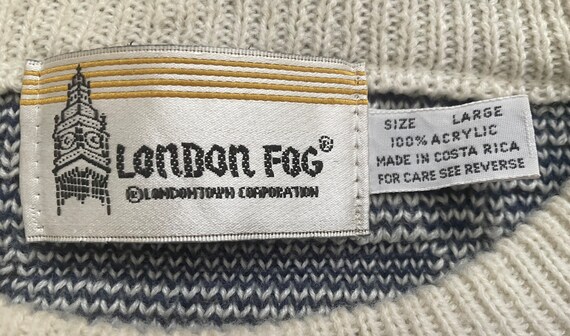 LONDON FOG®
©LONDONTOWN CORPORATION
SIZE LARGE
100% ACRYLIC
MADE IN COSTA RICA
FOR CARE SEE REVERSE